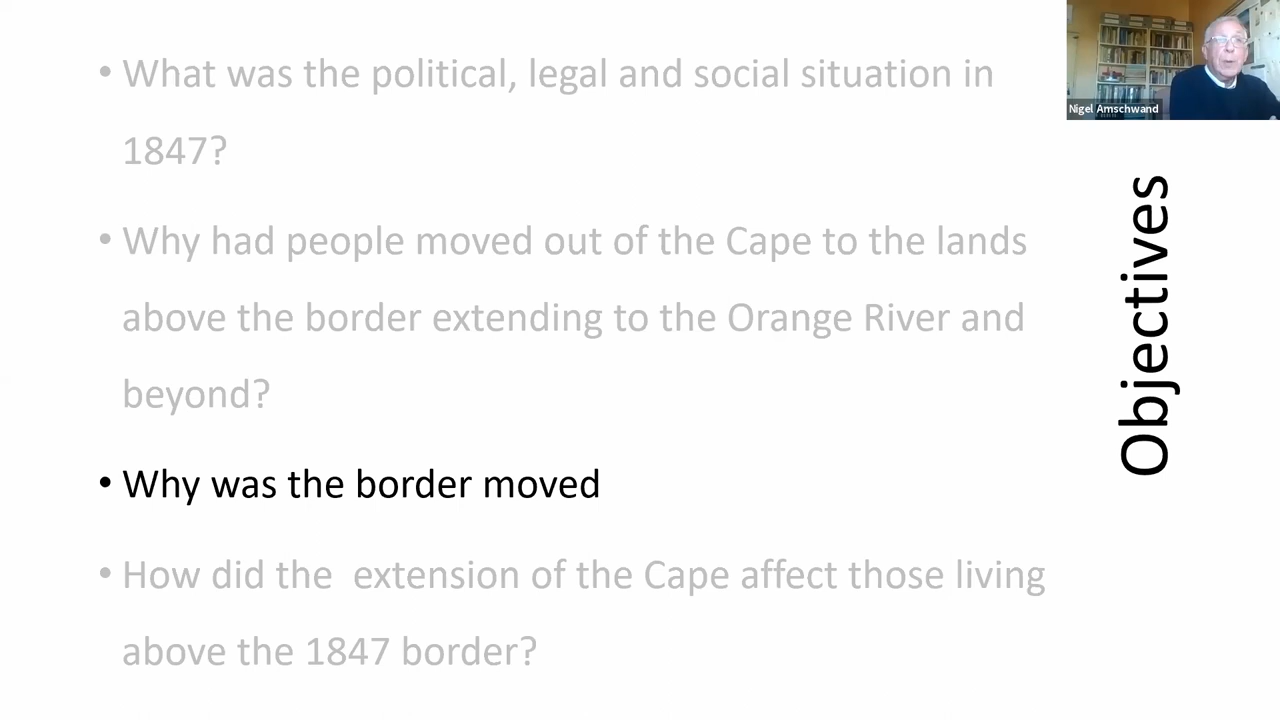 • What was the political, legal and social situation in
1847?
• Why had people moved out of the Cape to the lands
above the border extending to the Orange River and
beyond?
• Why was the border moved
• How did the  extension of the Cape affect those living
above the 1847 border?
Objectives
Nigel Amschwand